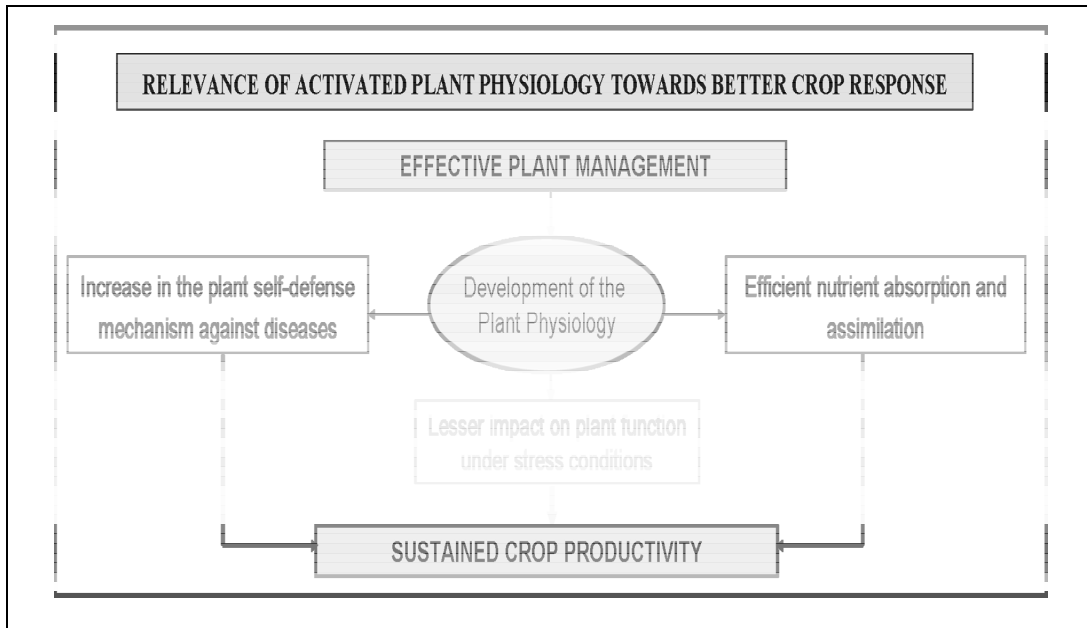 RELEVANCE OF ACTIVATED PLANT PHYSIOLOGY TOWARDS BETTER CROP RESPONSE
EFFECTIVE PLANT MANAGEMENT
Increase in the plant self-defense
mechanism against diseases
Development of the
Plant Physiology
Efficient nutrient absorption and
assimilation
Lesser impact on plant function
under stress conditions
SUSTAINED CROP PRODUCTIVITY